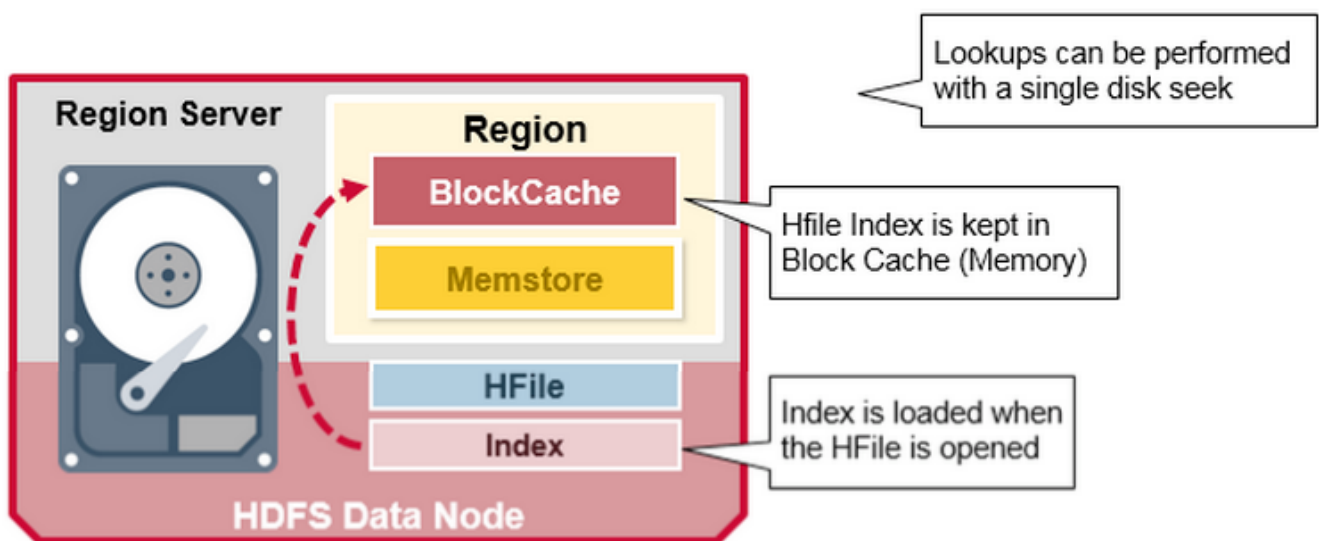 Lookups can be performed
with a single disk seek
Region Server
Region
BlockCache
Hfile Index is kept in
Block Cache (Memory)
Memstore
HFile
Index is loaded when
the HFile is opened
Index
HDFS Data Node